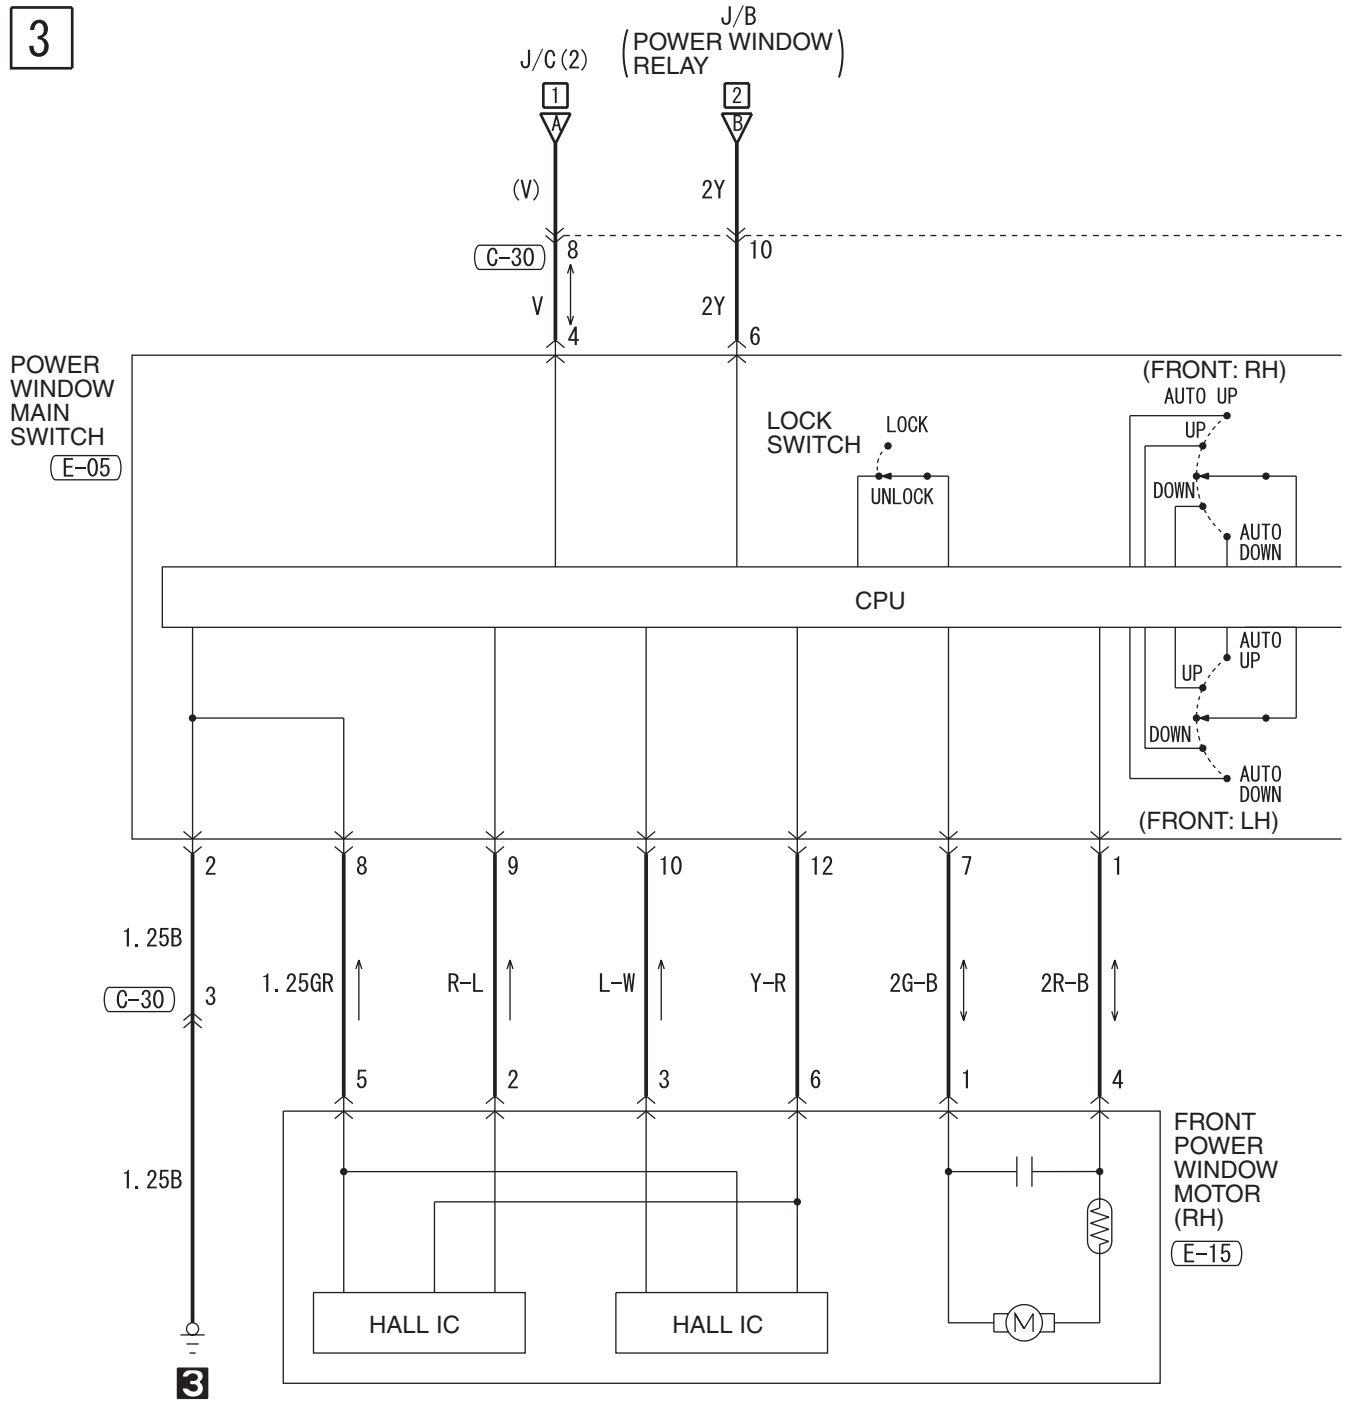 3
J/B
(POWER WINDOW
RELAY)
J/C(2)
1
2
A
B
(V)
2Y
C-30
8
10
V
2Y
4
6
POWER
WINDOW
MAIN
SWITCH
E-05
LOCK
SWITCH
LOCK
UNLOCK
(FRONT: RH)
AUTO UP
UP
DOWN
AUTO
DOWN
CPU
AUTO
UP
UP
DOWN
AUTO
DOWN
(FRONT: LH)
2
8
9
10
12
7
1
1.25B
C-30
3
1.25GR
R-L
L-W
Y-R
2G-B
2R-B
5
2
3
6
1
4
1.25B
FRONT
POWER
WINDOW
MOTOR
(RH)
E-15
HALL IC
HALL IC
M
3